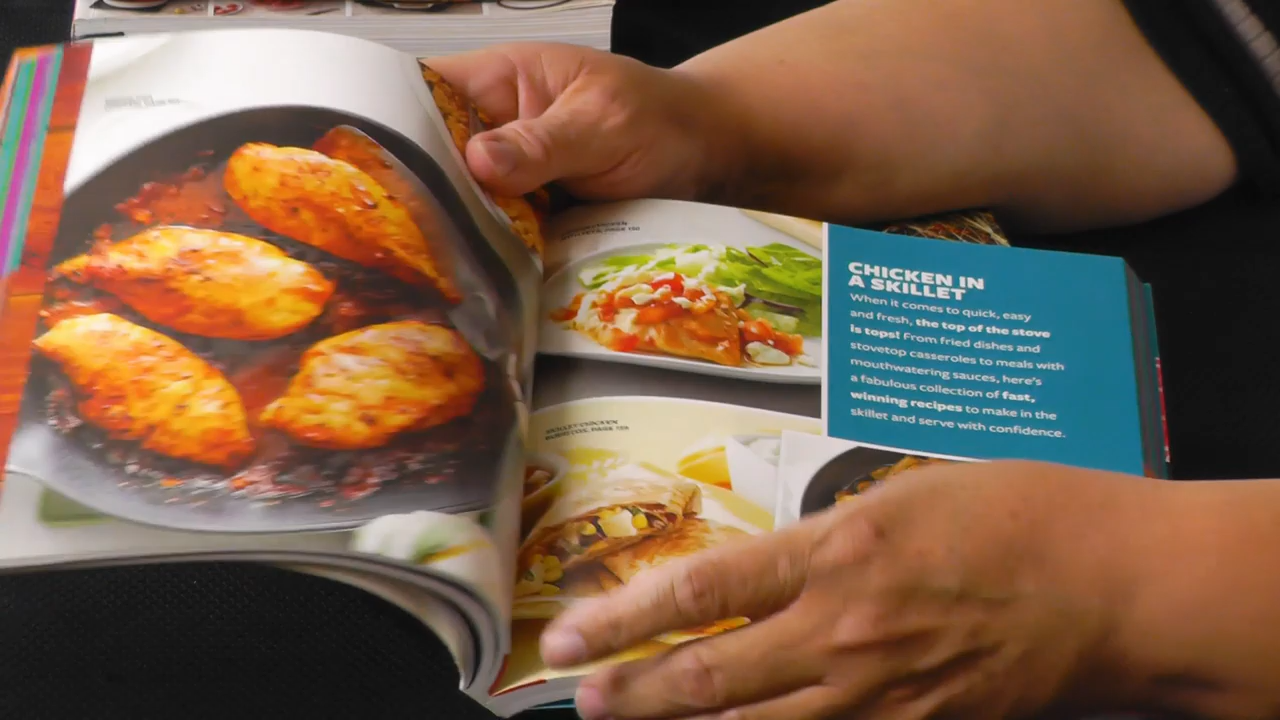 CHICKEN IN
A SKILLET
When it comes to quick, easy
and fresh, the top of the stove
is tops! From fried dishes and
stovetop casseroles to meals with
mouthwatering sauces, here's
a fabulous collection of fast,
winning recipes to make in the
skillet and serve with confidence.
SKILLET CHICKEN